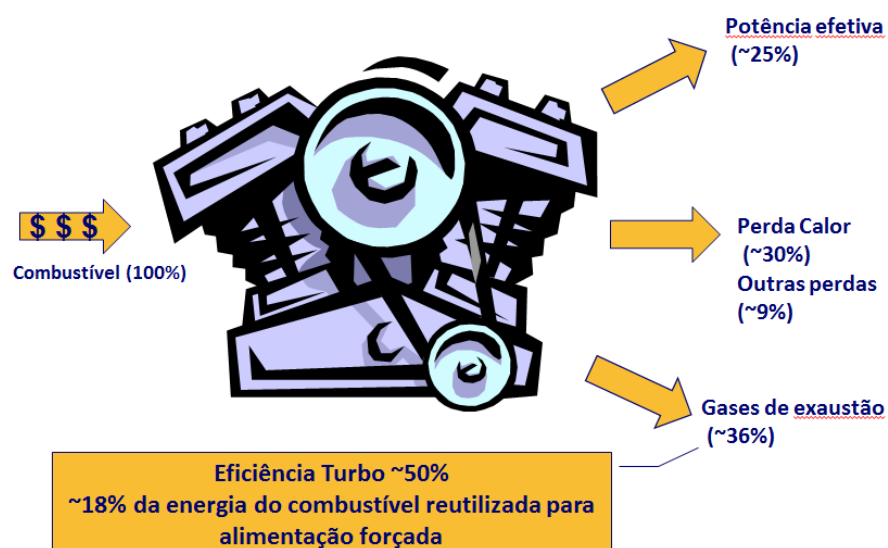 Potência efetiva
(~25%)
$ $ $
Combustível (100%)
Perda Calor
(~30%)
Outras perdas
(~9%)
Gases de exaustão
(~36%)
Eficiência Turbo ~50%
~18% da energia do combustível reutilizada para
alimentação forçada